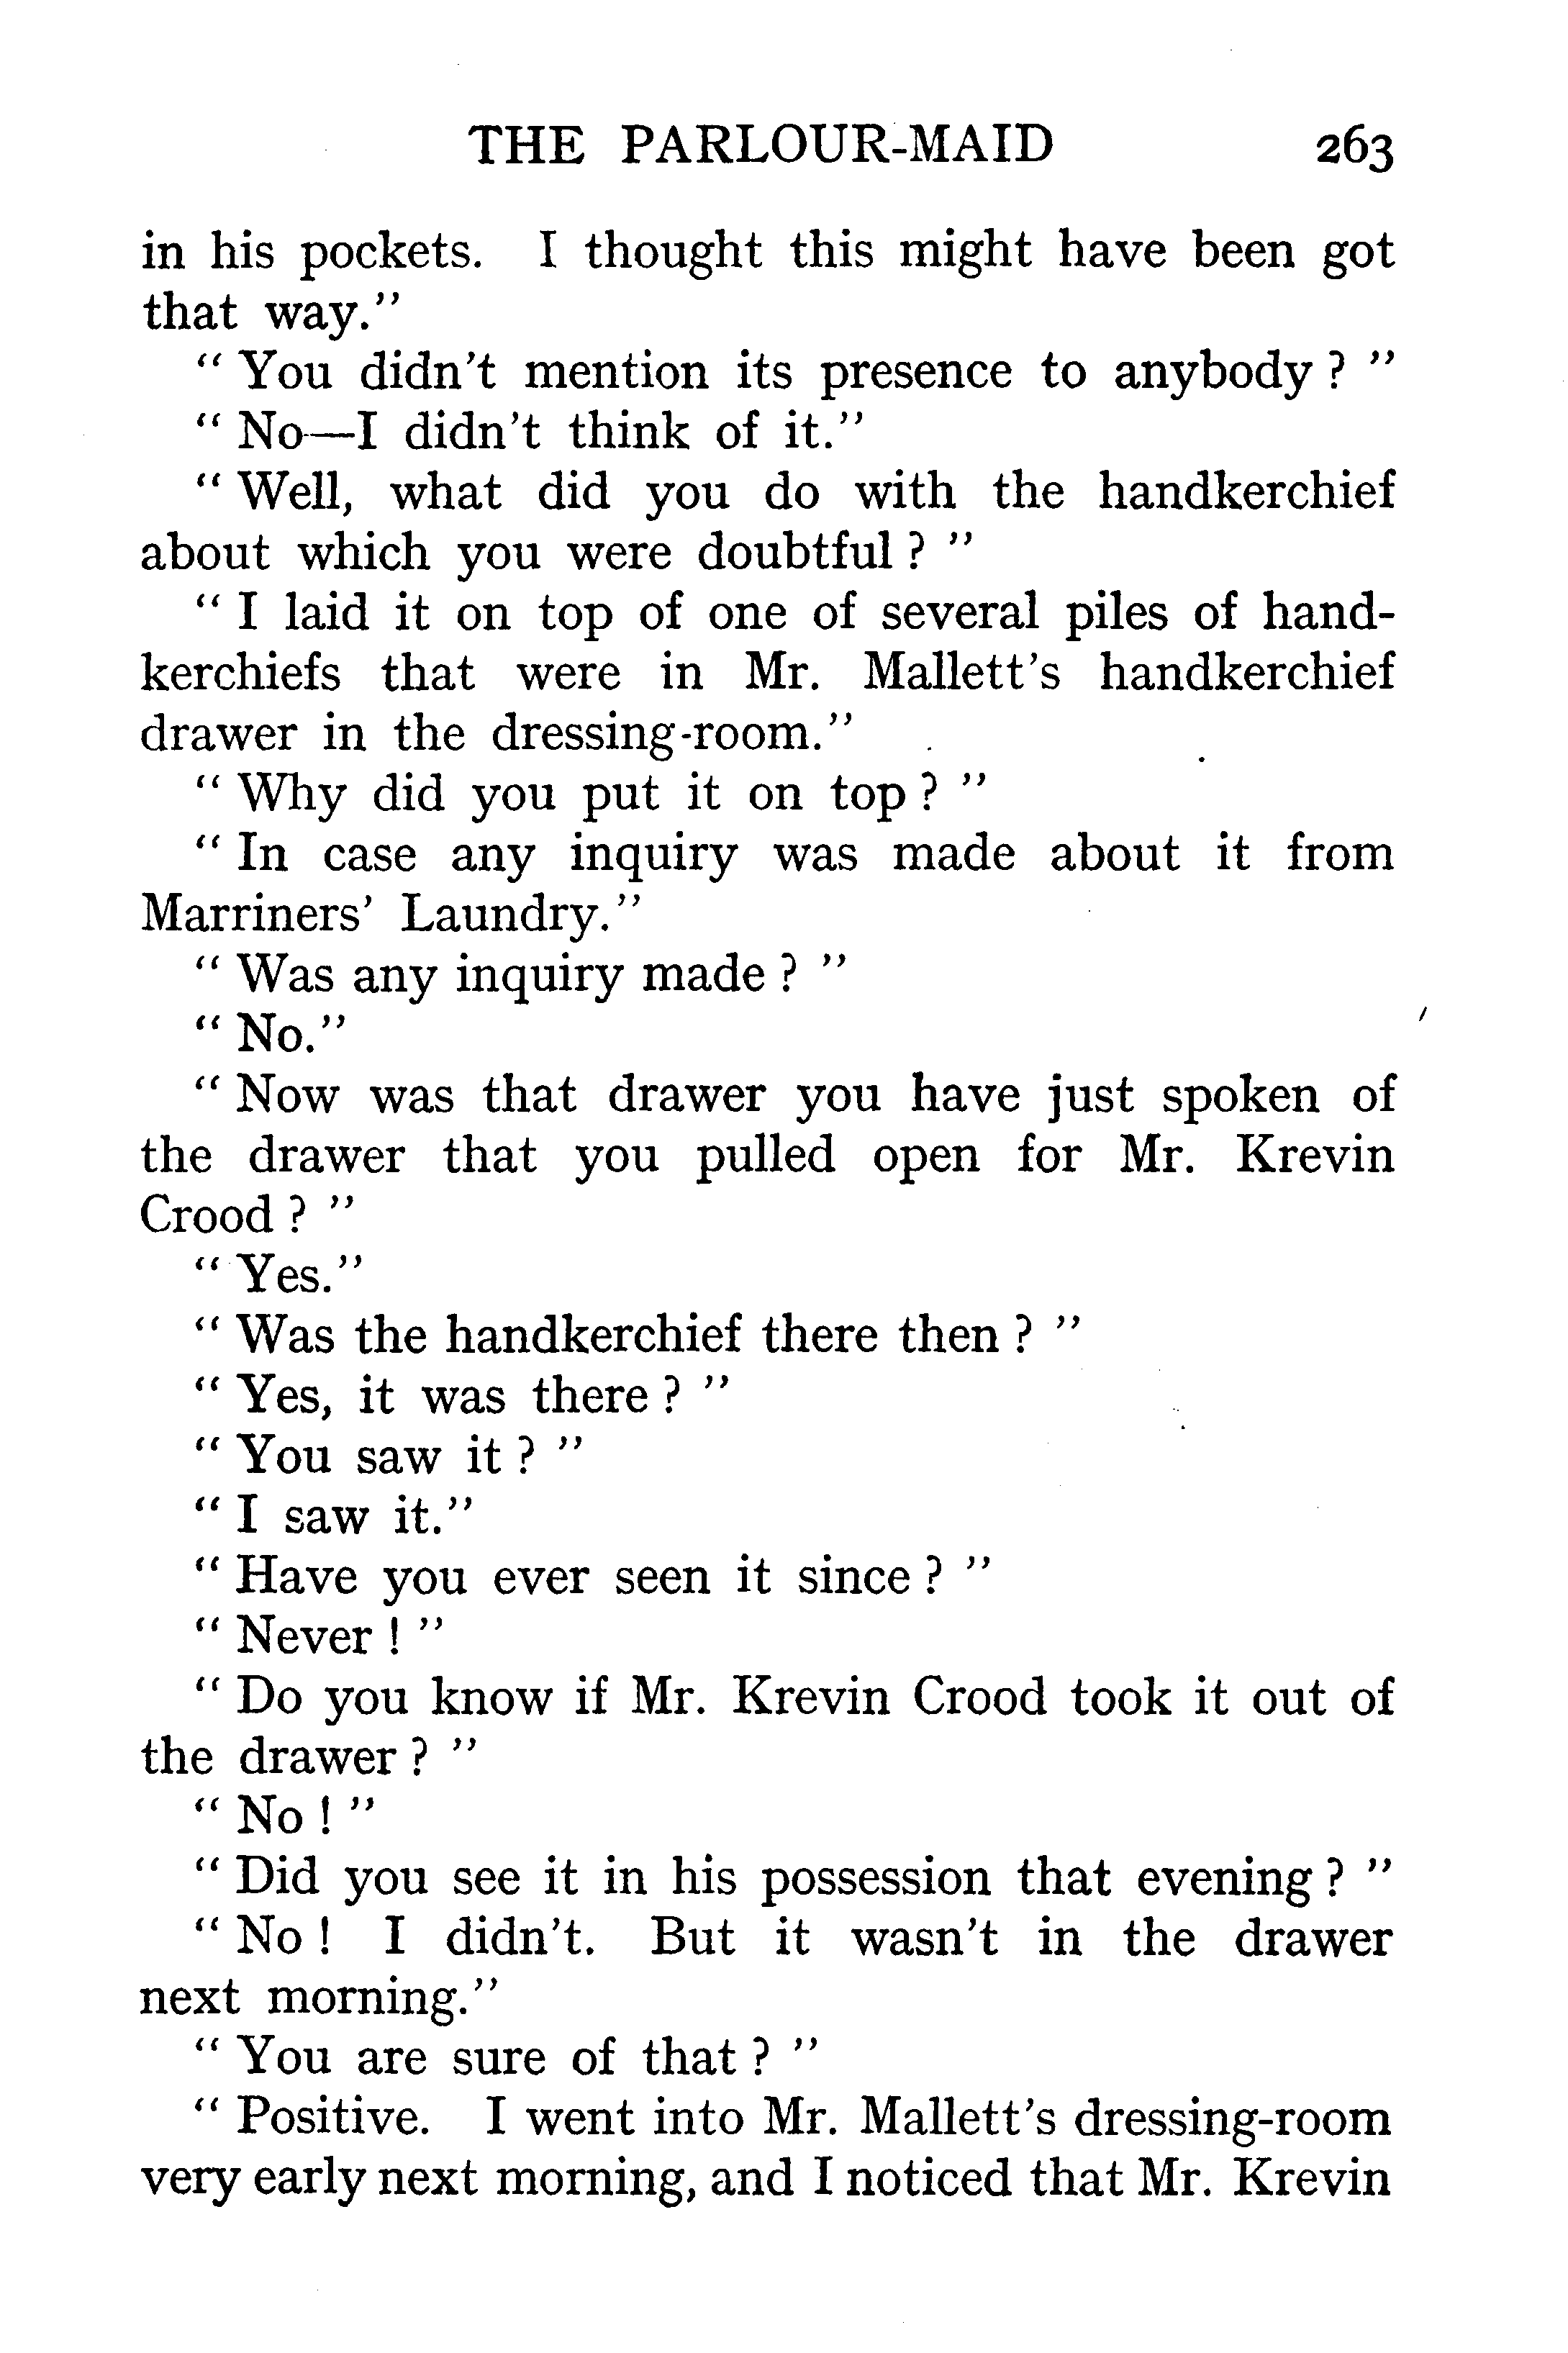 THE PARLOUR-MAID 263
in his pockets. I thought this might have been got
that way.”
“ You didn’t mention its presence to anybody ? ”
“ No—I didn’t think of it.”
“ Well, what did you do with the handkerchief
about which you were doubtful ? ”
“ I laid it on top of one of several piles of hand-
kerchiefs that were in Mr. Mallett’s handkerchief
drawer in the dressing-room.”
“ Why did you put it on top ? ”
“ In case any inquiry was made about it from
Marriners’ Laundry.”
“ Was any inquiry made ? ”
“ No.”
“ Now was that drawer you have just spoken of
the drawer that you pulled open for Mr. Krevin
Crood ? ”
“ Yes.”
“ Was the handkerchief there then ? ”
“ Yes, it was there ? ”
“ You saw it ? ”
“ I saw it.”
“ Have you ever seen it since ? ”
“ Never ! ”
“ Do you know if Mr. Krevin Crood took it out of
the drawer ? ”
“ No ! ”
“ Did you see it in his possession that evening ? ”
“ No ! I didn’t. But it wasn’t in the drawer
next morning.”
“ You are sure of that ? ”
“ Positive. I went into Mr. Mallett’s dressing-room
very early next morning, and I noticed that Mr. Krevin